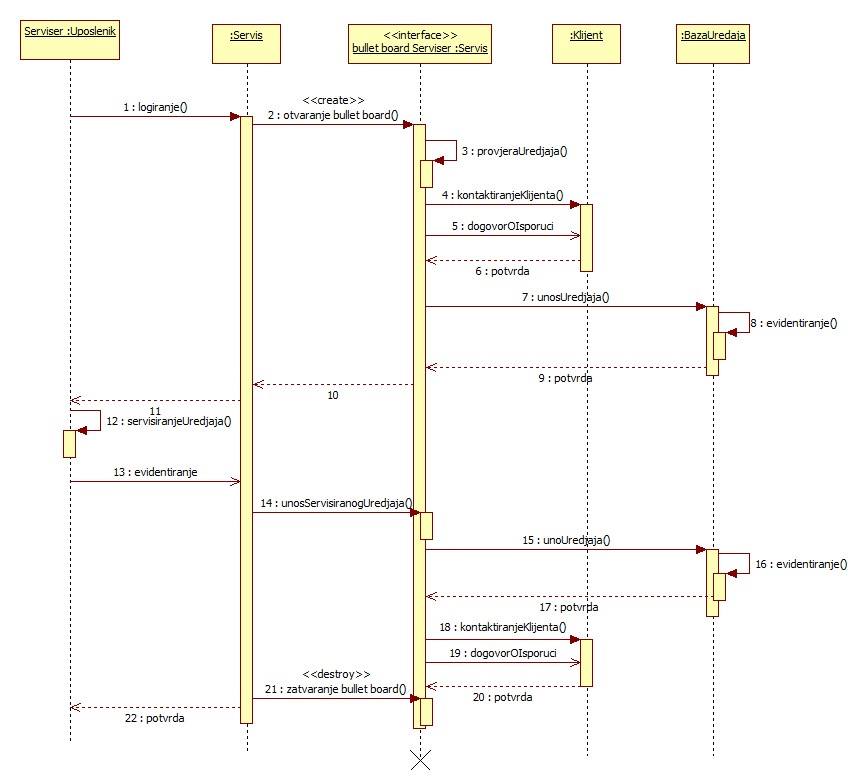 Serviser :Uposlenik
:Servis
<<interface>>
bullet board Serviser :Servis
:Klijent
:BazaUredaja
1 : logiranje()
<<create>>
2 : otvaranje bullet board()
3 : provjeraUredjaja()
4 : kontaktiranjeKlijenta()
5 : dogovorOIsporuci
6 : potvrda
7 : unosUredjaja()
8 : evidentiranje()
9 : potvrda
10
11
12 : servisiranjeUredjaja()
13 : evidentiranje
14 : unosServisiranogUredjaja()
15 : unoUredjaja()
16 : evidentiranje()
17 : potvrda
18 : kontaktiranjeKlijenta()
19 : dogovorOIsporuci
20 : potvrda
<<destroy>>
21 : zatvaranje bullet board()
22 : potvrda